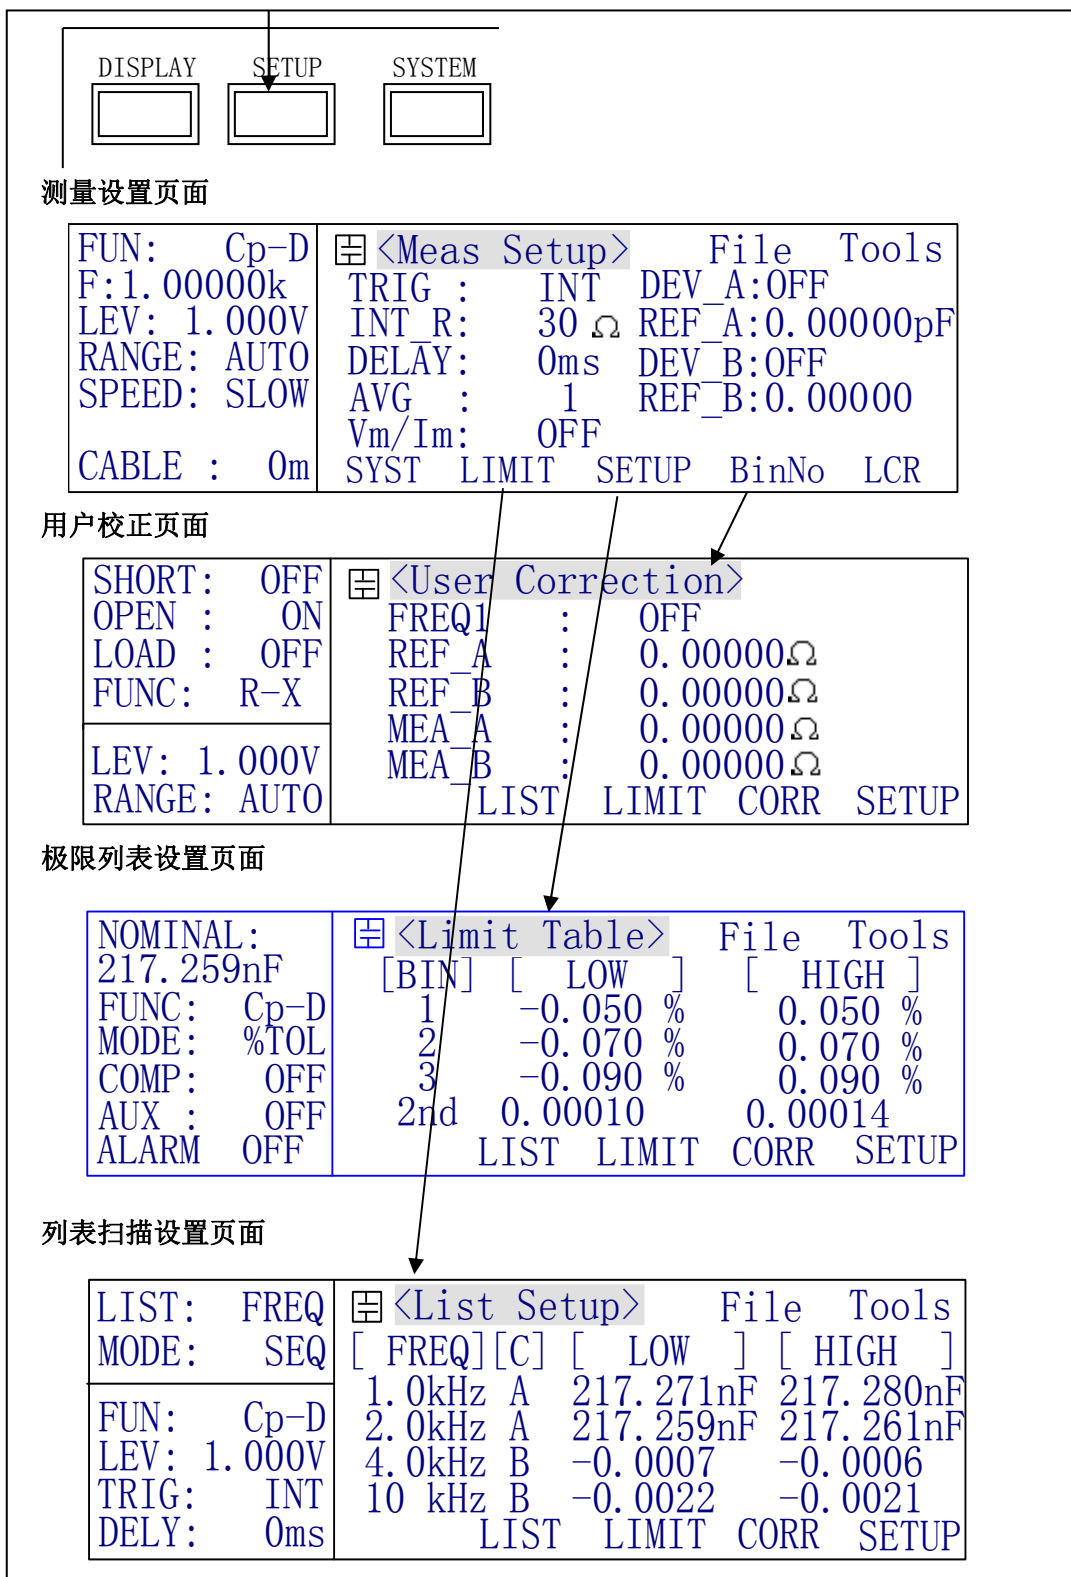 DISPLAY SETUP SYSTEM
测量设置页面
FUN: Cp-D <Meas Setup> File Tools
F:1.00000k TRIG : INT DEV_A:OFF
LEV: 1.000V INT_R: 30 Ω REF_A:0.00000pF
RANGE: AUTO DELAY: 0ms DEV_B:OFF
SPEED: SLOW AVG : 1 REF_B:0.00000
Vm/Im: OFF
CABLE : 0m SYST LIMIT SETUP BinNo LCR
用户校正页面
SHORT: OFF <User Correction>
OPEN : ON FREQ1 : OFF
LOAD : OFF REF_A : 0.00000Ω
FUNC: R-X REF_B : 0.00000Ω
MEA_A : 0.00000Ω
LEV: 1.000V MEA_B : 0.00000Ω
RANGE: AUTO LIST LIMIT CORR SETUP
极限列表设置页面
NOMINAL: <Limit Table> File Tools
217.259nF [BIN] [ LOW ] [ HIGH ]
FUNC: Cp-D 1 -0.050 % 0.050 %
MODE: %TOL 2 -0.070 % 0.070 %
COMP: OFF 3 -0.090 % 0.090 %
AUX : OFF 2nd 0.00010 0.00014
ALARM OFF LIST LIMIT CORR SETUP
列表扫描设置页面
LIST: FREQ <List Setup> File Tools
MODE: SEQ [ FREQ][C] [ LOW ] [ HIGH ]
1.0kHz A 217.271nF 217.280nF
FUN: Cp-D 2.0kHz A 217.259nF 217.261nF
LEV: 1.000V 4.0kHz B -0.0007 -0.0006
TRIG: INT 10 kHz B -0.0022 -0.0021
DELY: 0ms LIST LIMIT CORR SETUP